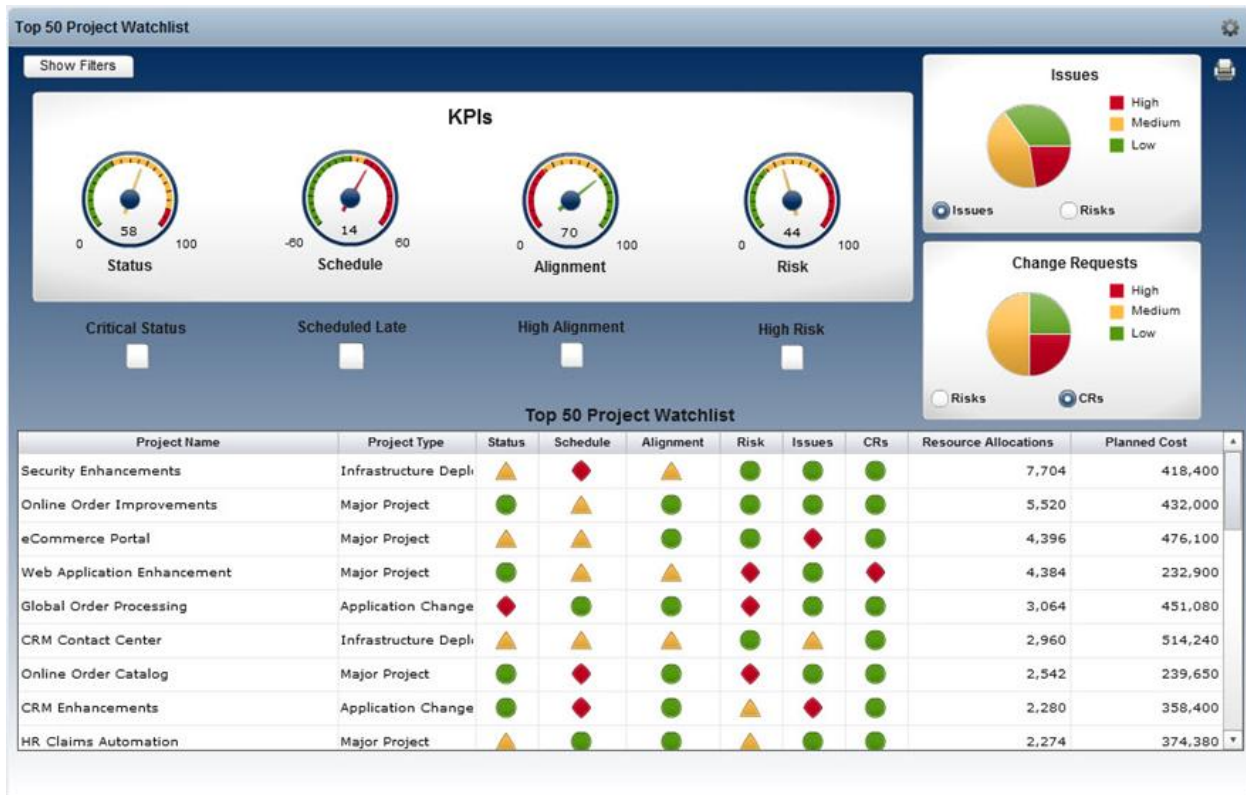 Top 50 Project Watchlist
Show Filters
KPIs
58
0 100
Status
14
-60 60
Schedule
70
0 100
Alignment
44
0 100
Risk
Issues
High
Medium
Low
Issues Risks
Change Requests
High
Medium
Low
Risks CRs
Critical Status Scheduled Late High Alignment High Risk
Top 50 Project Watchlist
Project Name Project Type Status Schedule Alignment Risk Issues CRs Resource Allocations Planned Cost
Security Enhancements Infrastructure Depl 7,704 418,400
Online Order Improvements Major Project 5,520 432,000
eCommerce Portal Major Project 4,396 476,100
Web Application Enhancement Major Project 4,384 232,900
Global Order Processing Application Change 3,064 451,080
CRM Contact Center Infrastructure Depl 2,960 514,240
Online Order Catalog Major Project 2,542 239,650
CRM Enhancements Application Change 2,280 358,400
HR Claims Automation Major Project 2,274 374,380